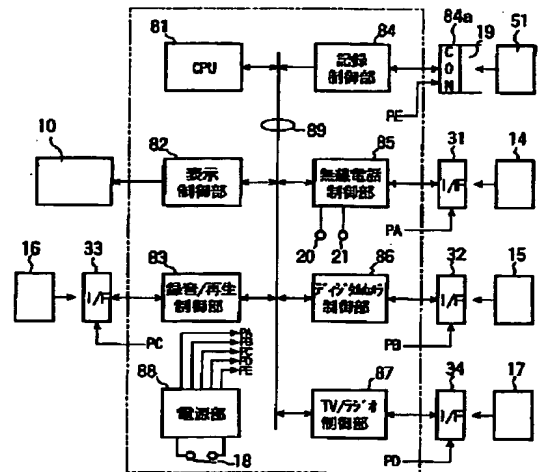 81
84
84a
19
51
CPU
記録
制御部
CON
PE
89
10
82
85
31
14
表示
制御部
無線電話
制御部
I/F
PA
20
21
16
33
83
86
32
15
I/F
録音/再生
制御部
ディジタルカメラ
制御部
I/F
PC
PB
PA
PB
PC
PD
PE
88
87
34
17
電源部
TV/ラジオ
制御部
I/F
18
PD